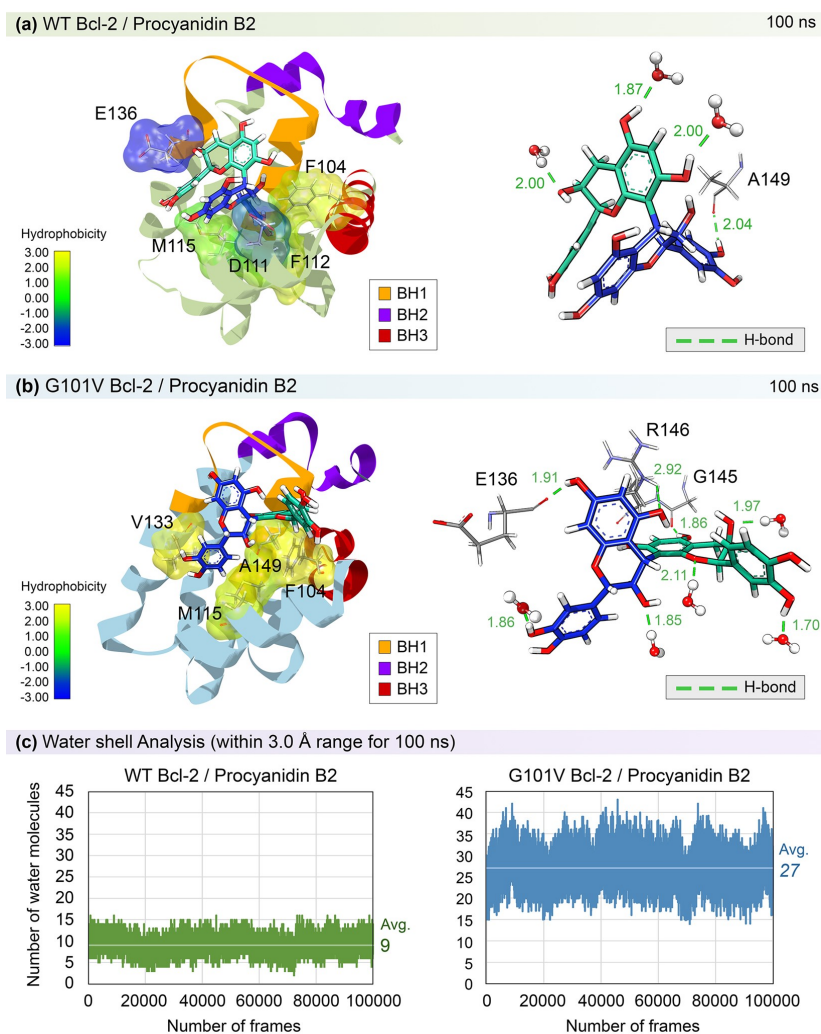 (a) WT Bcl-2 / Procyanidin B2 100 ns
E136
F104
M115
D111
F112
Hydrophobicity
3.00
2.00
1.00
0.00
-1.00
-2.00
-3.00
BH1
BH2
BH3
1.87
2.00
2.00
A149
2.04
H-bond
(b) G101V Bcl-2 / Procyanidin B2 100 ns
V133
A149
F104
M115
Hydrophobicity
3.00
2.00
1.00
0.00
-1.00
-2.00
-3.00
BH1
BH2
BH3
R146
E136
1.91
2.92
G145
1.97
1.86
2.11
1.86
1.85
1.70
H-bond
(c) Water shell Analysis (within 3.0 Å range for 100 ns)
WT Bcl-2 / Procyanidin B2
Number of water molecules
45
40
35
30
25
20
15
10
5
0
Avg.
9
0 20000 40000 60000 80000 100000
Number of frames
G101V Bcl-2 / Procyanidin B2
45
40
35
30
25
20
15
10
5
0
Avg.
27
0 20000 40000 60000 80000 100000
Number of frames